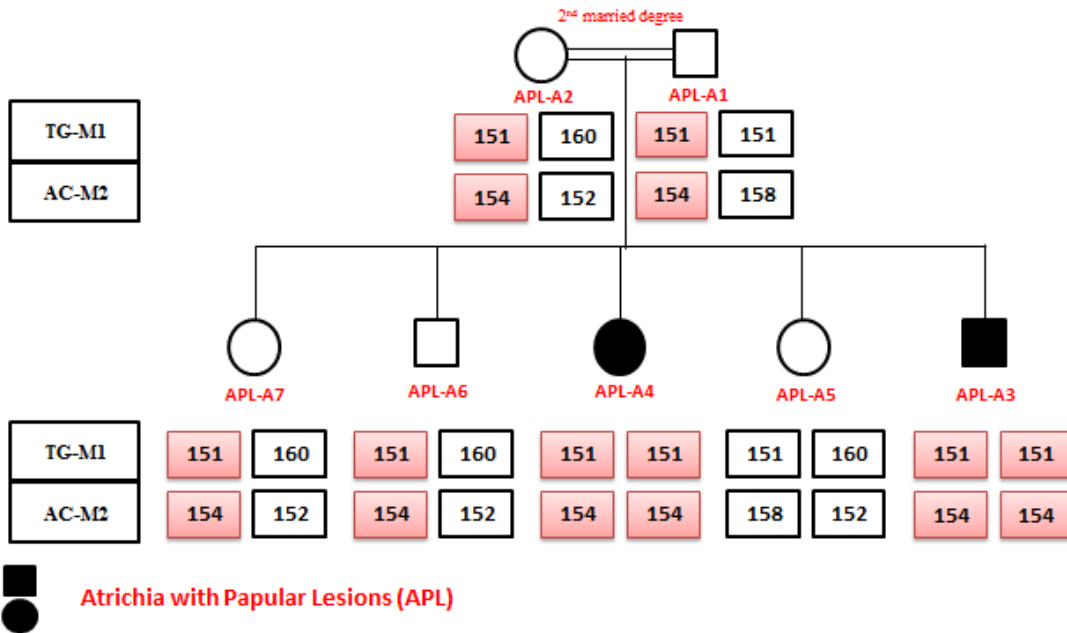 2nd married degree
APL-A2 APL-A1
TG-M1 151 160 151 151
AC-M2 154 152 154 158
APL-A7 APL-A6 APL-A4 APL-A5 APL-A3
TG-M1 151 160 151 160 151 151 151 160 151 151
AC-M2 154 152 154 152 154 154 158 152 154 154
Atrichia with Papular Lesions (APL)